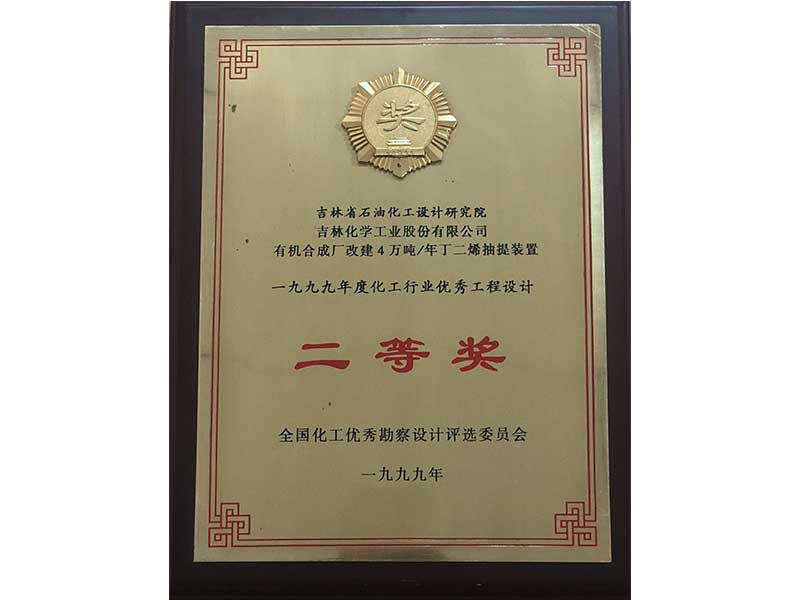 奖
吉林省石油化工设计研究院
吉林化学工业股份有限公司
有机合成厂改建4万吨/年丁二烯抽提装置
一九九九年度化工行业优秀工程设计
二等奖
全国化工优秀勘察设计评选委员会
一九九九年